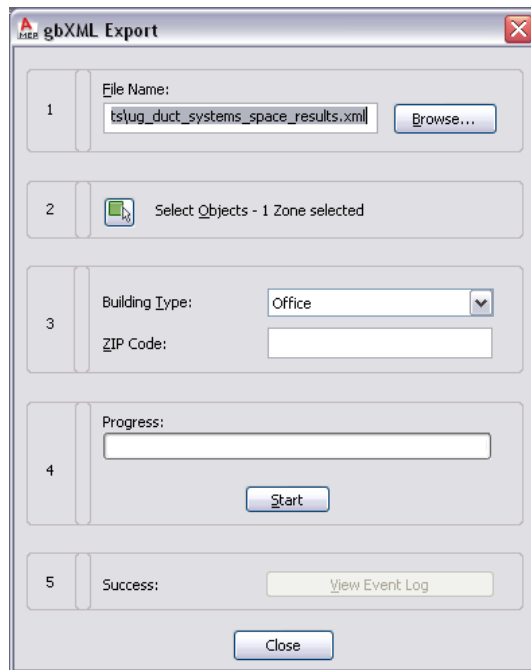 A
MEP
gbXML Export
1
File Name:
ts\ug_duct_systems_space_results.xml
Browse...
2
Select Objects - 1 Zone selected
3
Building Type:
Office
ZIP Code:
4
Progress:
Start
5
Success:
View Event Log
Close